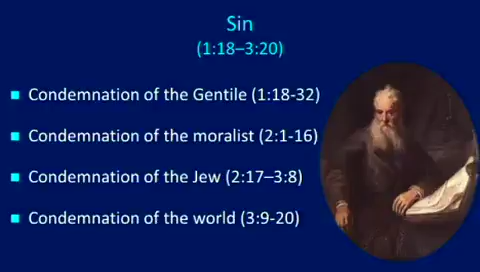 Sin
(1:18–3:20)
Condemnation of the Gentile (1:18-32)
Condemnation of the moralist (2:1-16)
Condemnation of the Jew (2:17–3:8)
Condemnation of the world (3:9-20)